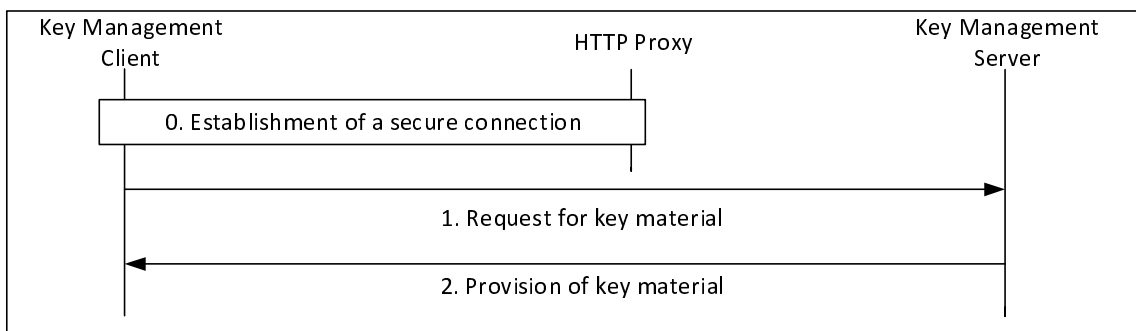 Key Management
Client
HTTP Proxy
Key Management
Server
0. Establishment of a secure connection
1. Request for key material
2. Provision of key material